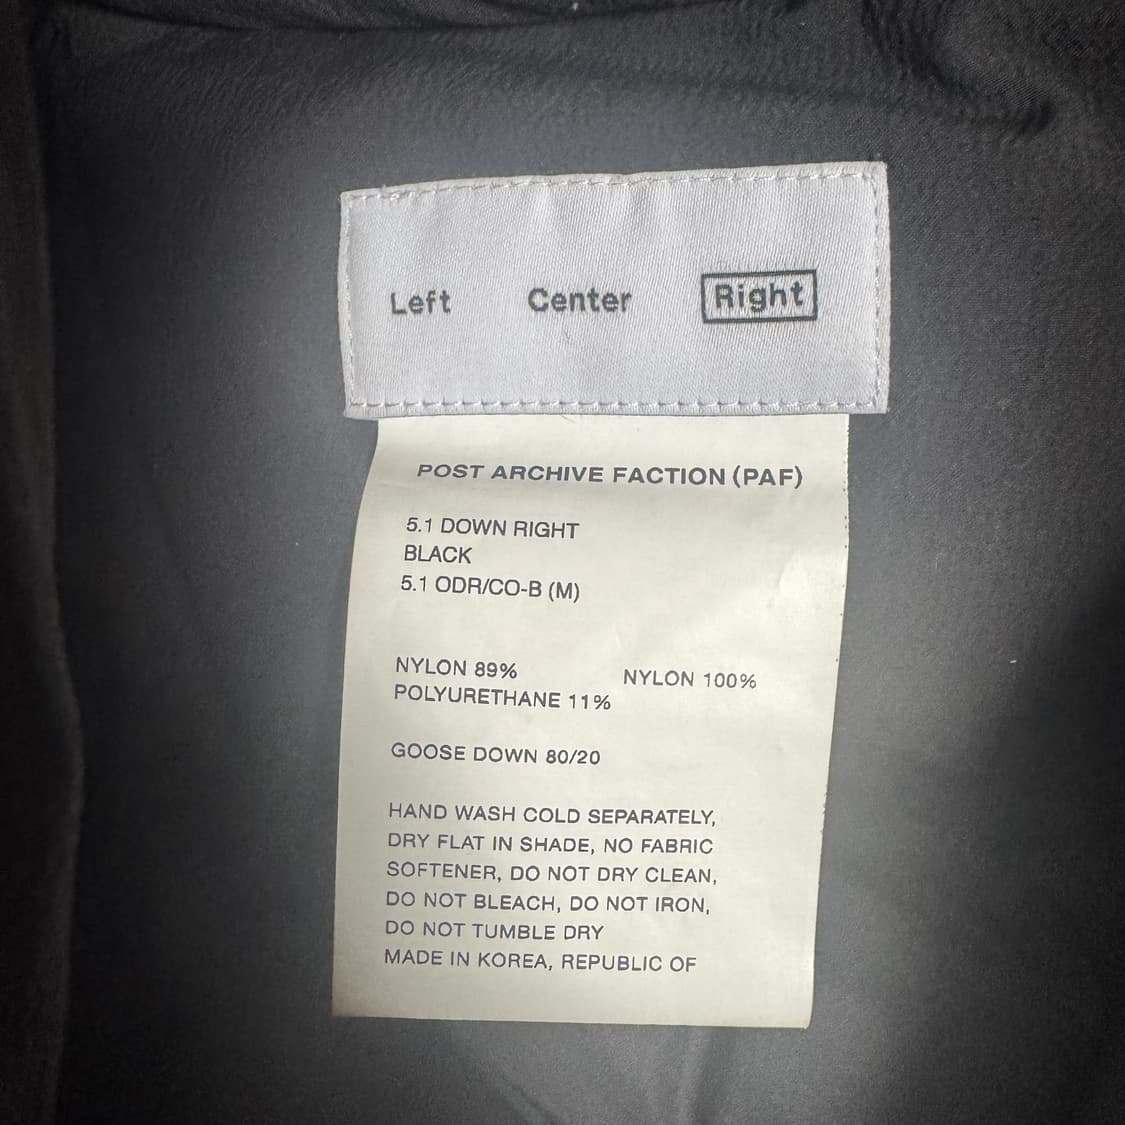 Left Center Right
POST ARCHIVE FACTION (PAF)
5.1 DOWN RIGHT
BLACK
5.1 ODR/CO-B (M)
NYLON 89% NYLON 100%
POLYURETHANE 11%
GOOSE DOWN 80/20
HAND WASH COLD SEPARATELY,
DRY FLAT IN SHADE, NO FABRIC
SOFTENER, DO NOT DRY CLEAN,
DO NOT BLEACH, DO NOT IRON,
DO NOT TUMBLE DRY
MADE IN KOREA, REPUBLIC OF